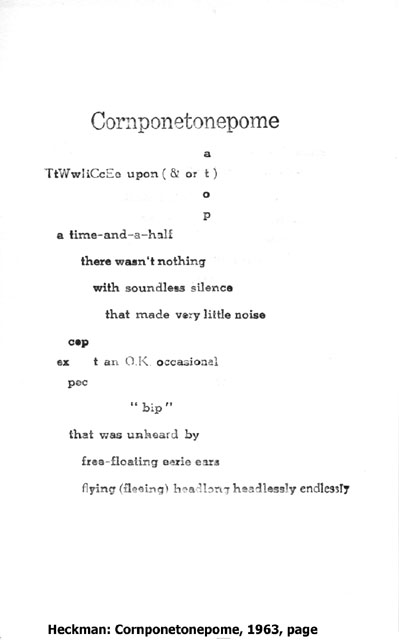 Cornponetonepome
a
TtWwIiCcEe upon ( & or t )
o
p
a time-and-a-half
there wasn't nothing
with soundless silence
that made very little noise
cep
ex t an O.K. occasional
pec
" bip "
that was unheard by
free-floating eerie ears
flying (fleeing) headlong headlessly endlessly
Heckman: Cornponetonepome, 1963, page